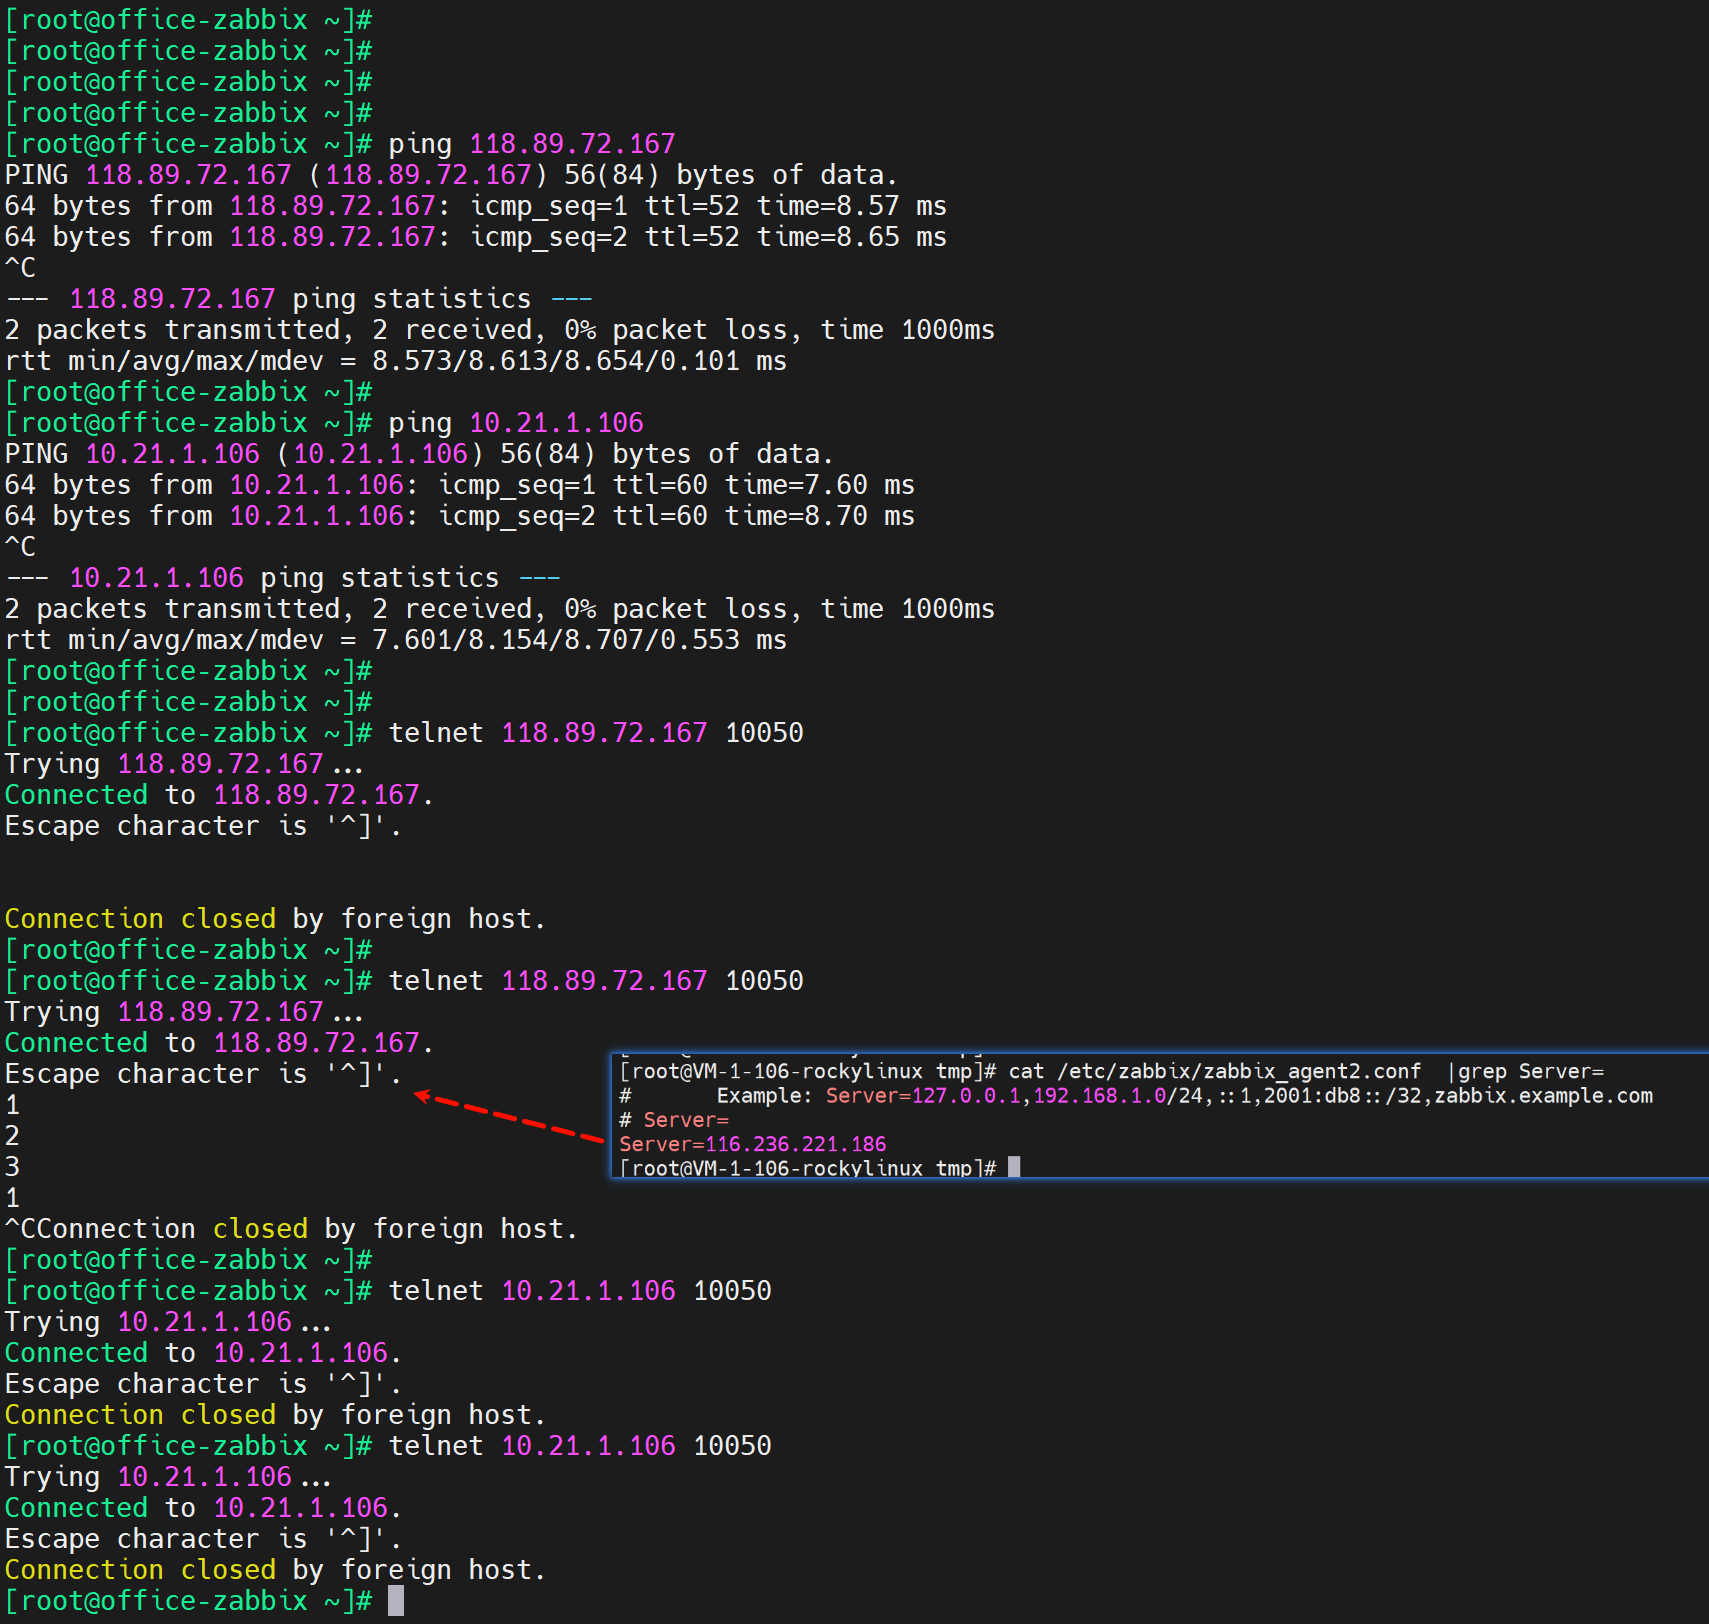 [root@office-zabbix ~]#
[root@office-zabbix ~]#
[root@office-zabbix ~]#
[root@office-zabbix ~]#
[root@office-zabbix ~]# ping 118.89.72.167
PING 118.89.72.167 (118.89.72.167) 56(84) bytes of data.
64 bytes from 118.89.72.167: icmp_seq=1 ttl=52 time=8.57 ms
64 bytes from 118.89.72.167: icmp_seq=2 ttl=52 time=8.65 ms
^C
--- 118.89.72.167 ping statistics ---
2 packets transmitted, 2 received, 0% packet loss, time 1000ms
rtt min/avg/max/mdev = 8.573/8.613/8.654/0.101 ms
[root@office-zabbix ~]#
[root@office-zabbix ~]# ping 10.21.1.106
PING 10.21.1.106 (10.21.1.106) 56(84) bytes of data.
64 bytes from 10.21.1.106: icmp_seq=1 ttl=60 time=7.60 ms
64 bytes from 10.21.1.106: icmp_seq=2 ttl=60 time=8.70 ms
^C
--- 10.21.1.106 ping statistics ---
2 packets transmitted, 2 received, 0% packet loss, time 1000ms
rtt min/avg/max/mdev = 7.601/8.154/8.707/0.553 ms
[root@office-zabbix ~]#
[root@office-zabbix ~]#
[root@office-zabbix ~]# telnet 118.89.72.167 10050
Trying 118.89.72.167...
Connected to 118.89.72.167.
Escape character is '^]'.
Connection closed by foreign host.
[root@office-zabbix ~]#
[root@office-zabbix ~]# telnet 118.89.72.167 10050
Trying 118.89.72.167...
Connected to 118.89.72.167.
Escape character is '^]'.
1
2
3
1
^CConnection closed by foreign host.
[root@office-zabbix ~]#
[root@office-zabbix ~]# telnet 10.21.1.106 10050
Trying 10.21.1.106...
Connected to 10.21.1.106.
Escape character is '^]'.
Connection closed by foreign host.
[root@office-zabbix ~]# telnet 10.21.1.106 10050
Trying 10.21.1.106...
Connected to 10.21.1.106.
Escape character is '^]'.
Connection closed by foreign host.
[root@office-zabbix ~]#
[root@VM-1-106-rockylinux tmp]# cat /etc/zabbix/zabbix_agent2.conf  |grep Server=
#       Example: Server=127.0.0.1,192.168.1.0/24,::1,2001:db8::/32,zabbix.example.com
# Server=
Server=116.236.221.186
[root@VM-1-106-rockylinux tmp]#